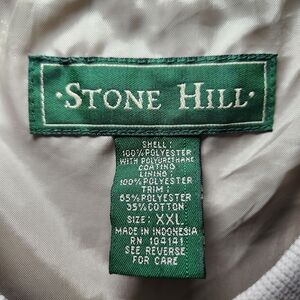 ·STONE HILL·
SHELL:
100% POLYESTER
WITH POLYURETHANE
COATING
LINING:
100% POLYESTER
TRIM:
65% POLYESTER
35% COTTON
SIZE: XXL
MADE IN INDONESIA
RN 104141
SEE REVERSE
FOR CARE